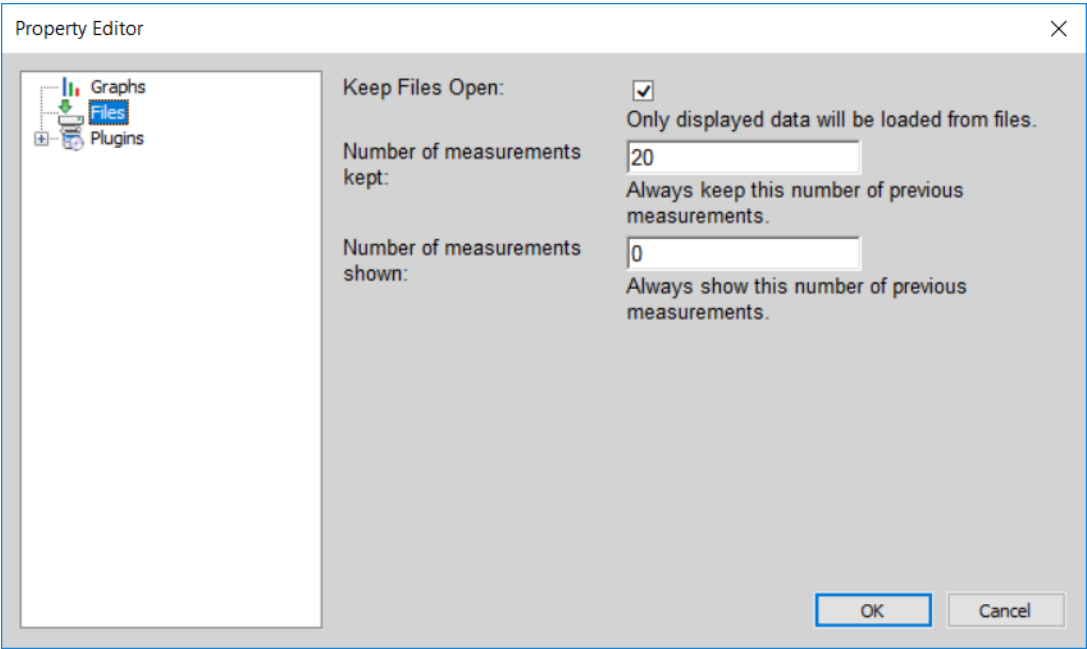 Property Editor
Graphs
Files
Plugins
Keep Files Open:
Only displayed data will be loaded from files.
Number of measurements
kept:
20
Always keep this number of previous
measurements.
Number of measurements
shown:
0
Always show this number of previous
measurements.
OK
Cancel